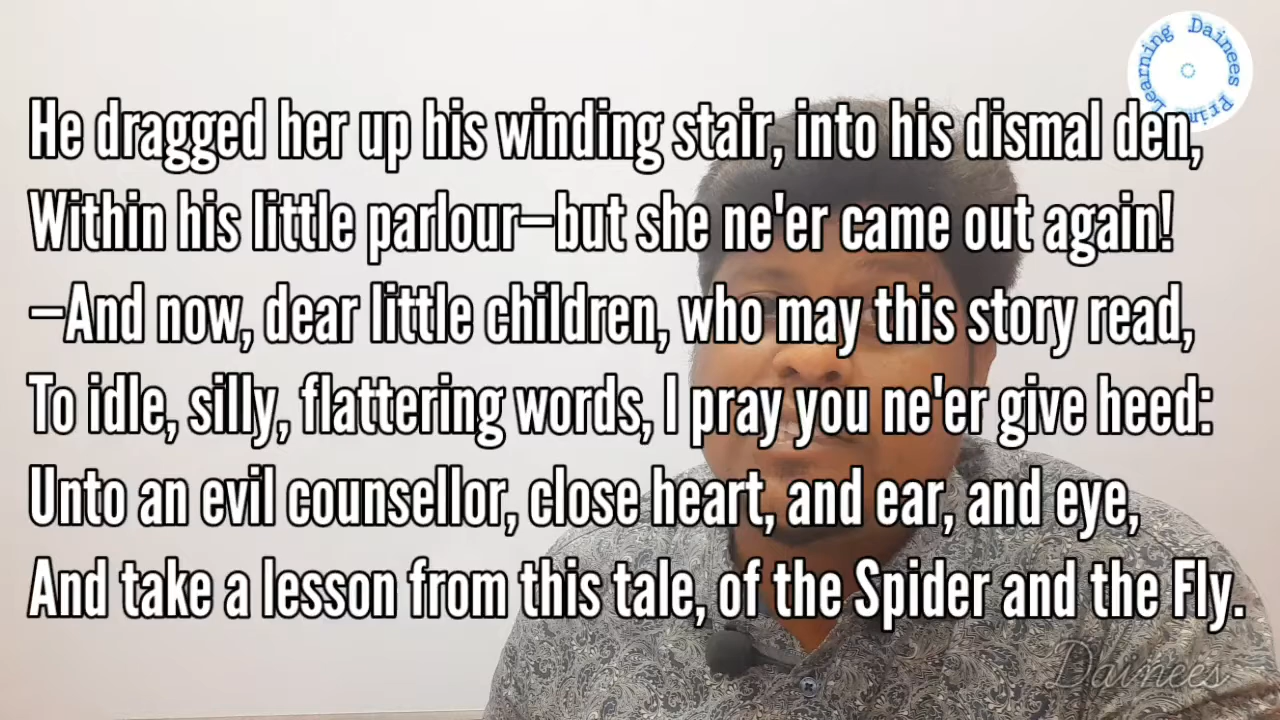 Learning Dainees Prime
He dragged her up his winding stair, into his dismal den,
Within his little parlour—but she ne'er came out again!
—And now, dear little children, who may this story read,
To idle, silly, flattering words, I pray you ne'er give heed:
Unto an evil counsellor, close heart, and ear, and eye,
And take a lesson from this tale, of the Spider and the Fly.
Dainees